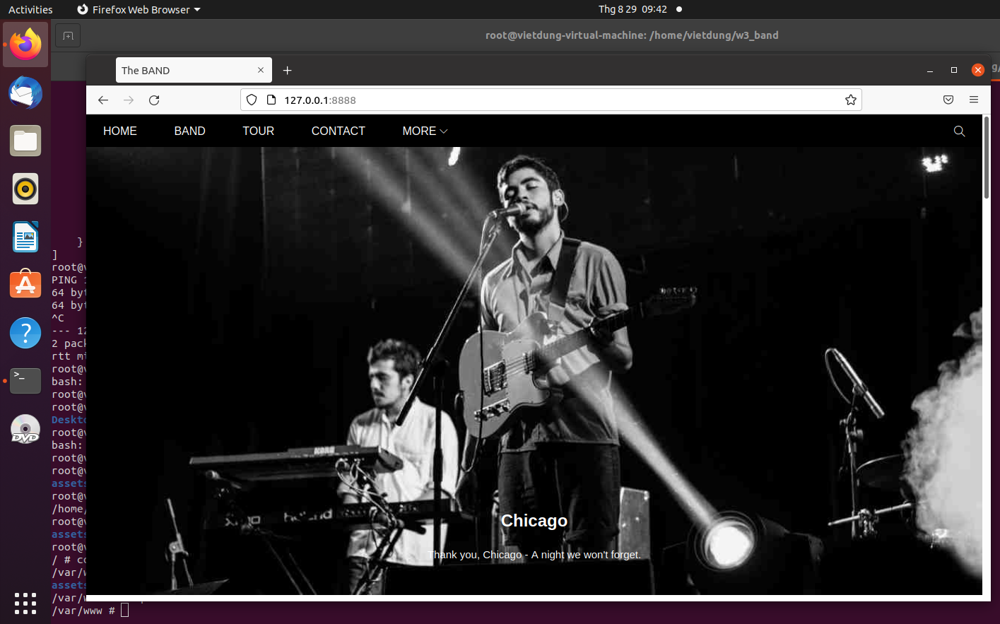 Activities
Firefox Web Browser
Thg 8 29 09:42
root@vietdung-virtual-machine: /home/vietdung/w3_band
The BAND
127.0.0.1:8888
HOME
BAND
TOUR
CONTACT
MORE
KORG
Chicago
Thank you, Chicago - A night we won't forget.
}
]
root@v
PING 1
64 byt
64 byt
^C
--- 12
2 pack
rtt mi
root@v
bash:
root@v
root@v
Deskto
root@v
bash:
root@v
root@v
assets
root@v
/home/
root@v
assets
root@v
/ # co
/var/w
assets
/var/w
/var/www #
DVD